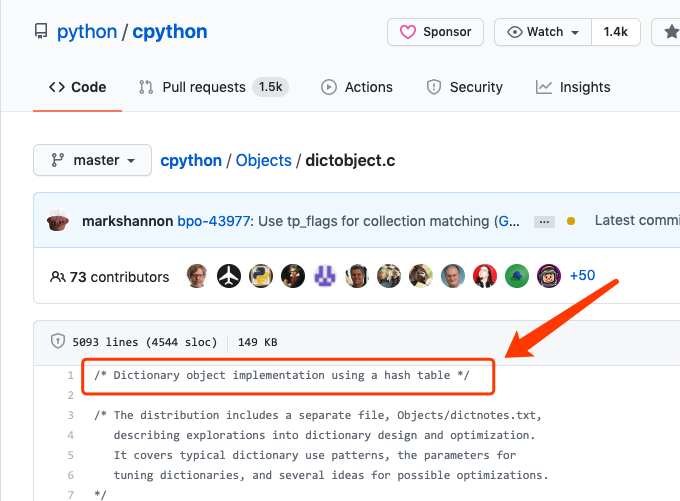 python / cpython
Sponsor
Watch
1.4k
Code
Pull requests 1.5k
Actions
Security
Insights
master
cpython / Objects / dictobject.c
markshannon bpo-43977: Use tp_flags for collection matching (G... ...
Latest commi
73 contributors
+50
5093 lines (4544 sloc) 149 KB
1 /* Dictionary object implementation using a hash table */
2
3 /* The distribution includes a separate file, Objects/dictnotes.txt,
4 describing explorations into dictionary design and optimization.
5 It covers typical dictionary use patterns, the parameters for
6 tuning dictionaries, and several ideas for possible optimizations.
7 */